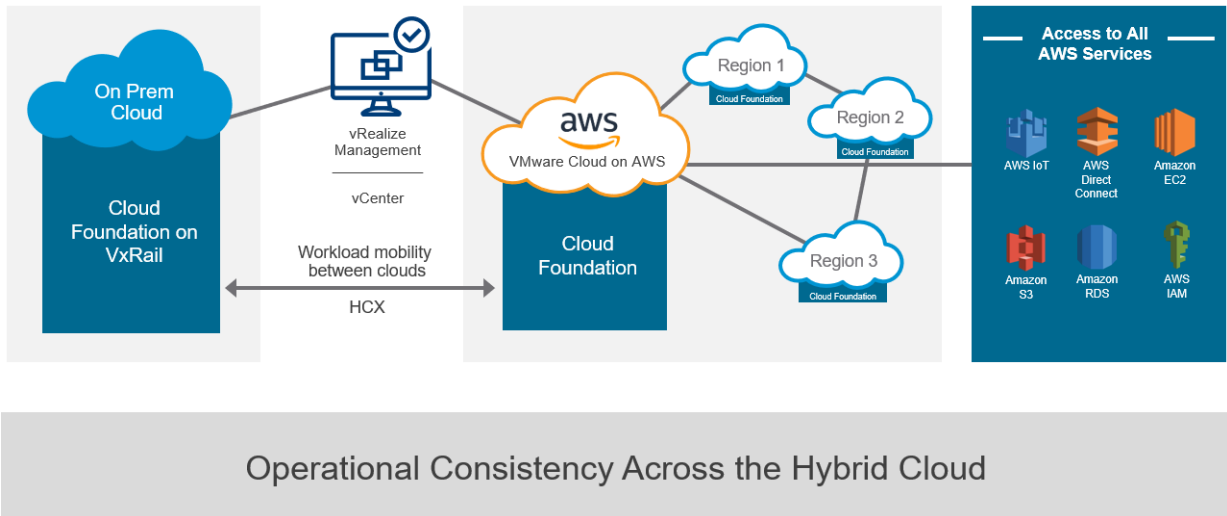 On Prem
Cloud
Cloud
Foundation on
VxRail
vRealize
Management
vCenter
Workload mobility
between clouds
HCX
aws
VMware Cloud on AWS
Cloud
Foundation
Region 1
Cloud Foundation
Region 2
Cloud Foundation
Region 3
Cloud Foundation
Access to All
AWS Services
AWS IoT
AWS
Direct
Connect
Amazon
EC2
Amazon
S3
Amazon
RDS
AWS
IAM
Operational Consistency Across the Hybrid Cloud